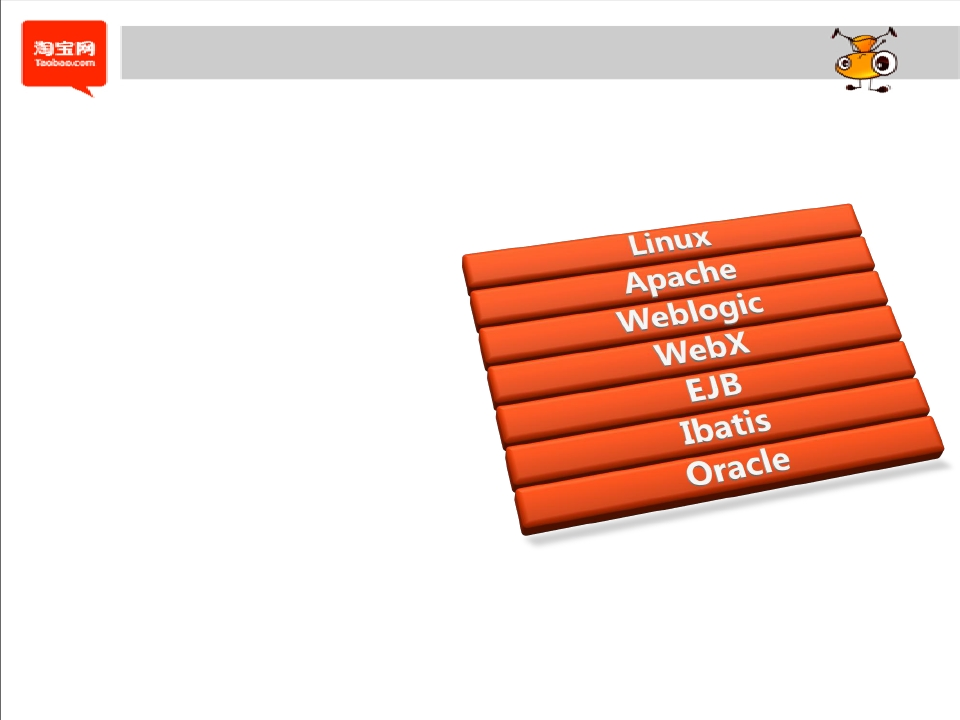 淘宝网
Taobao.com
Linux
Apache
Weblogic
WebX
EJB
Ibatis
Oracle